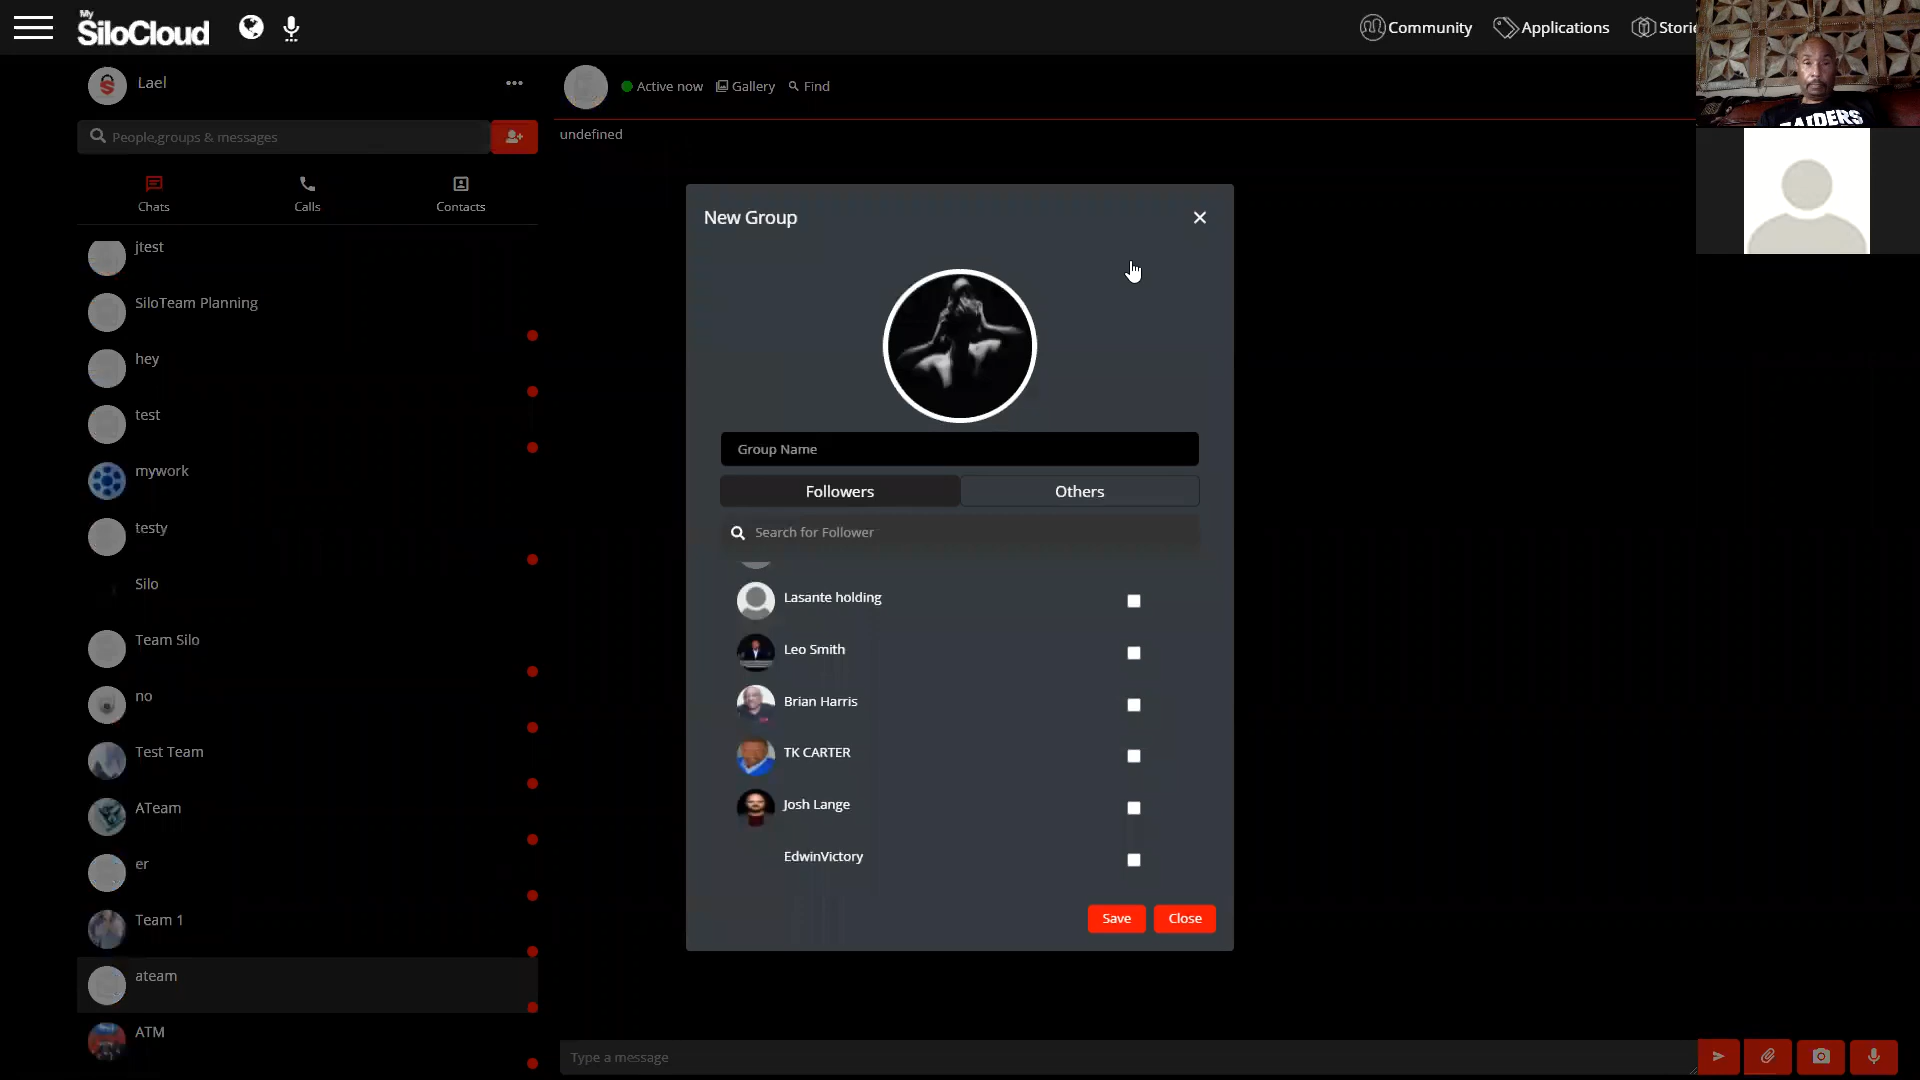 My
SiloCloud
Community
Applications
Lael
Active now
Gallery
Find
People,groups & messages
undefined
Chats
Calls
Contacts
jtest
SiloTeam Planning
hey
test
mywork
testy
Silo
Team Silo
no
Test Team
ATeam
er
Team 1
ateam
ATM
New Group
Group Name
Followers
Others
Search for Follower
Lasante holding
Leo Smith
Brian Harris
TK CARTER
Josh Lange
EdwinVictory
Save
Close
Type a message